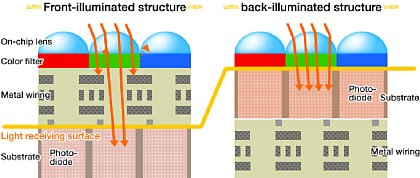 Front-illuminated structure
back-illuminated structure
On-chip lens
Color filter
Metal wiring
Light receiving surface
Substrate
Photo-
diode
Photo-
diode
Substrate
Metal wiring